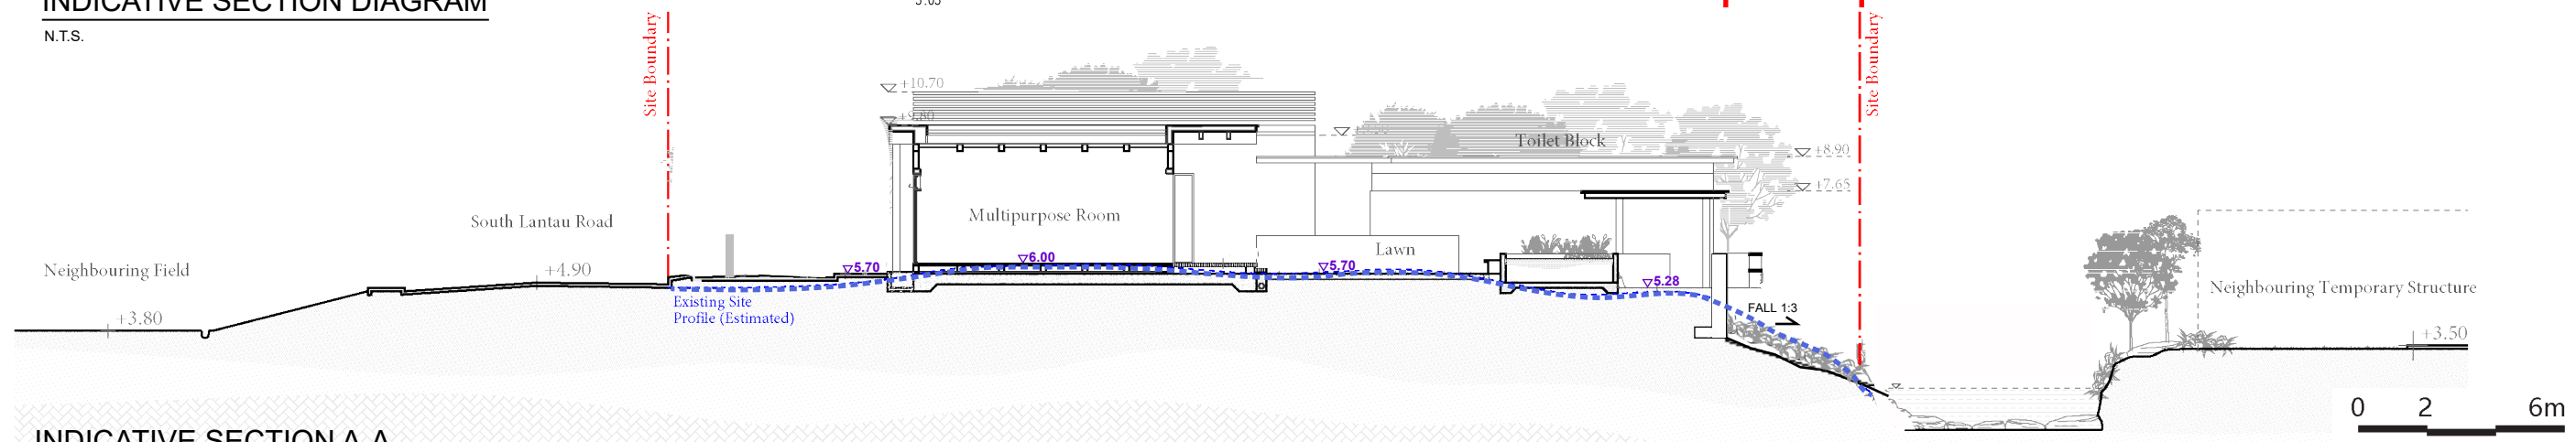 INDICATIVE SECTION DIAGRAM
N.T.S.
Site Boundary
Site Boundary
+10.70
+9.80
Toilet Block
+8.90
+7.65
South Lantau Road
Multipurpose Room
Lawn
Neighbouring Field
+4.90
5.70
6.00
5.70
5.28
Neighbouring Temporary Structure
Existing Site
Profile (Estimated)
+3.80
FALL 1:3
+3.50
0 2 6m
INDICATIVE SECTION A-A